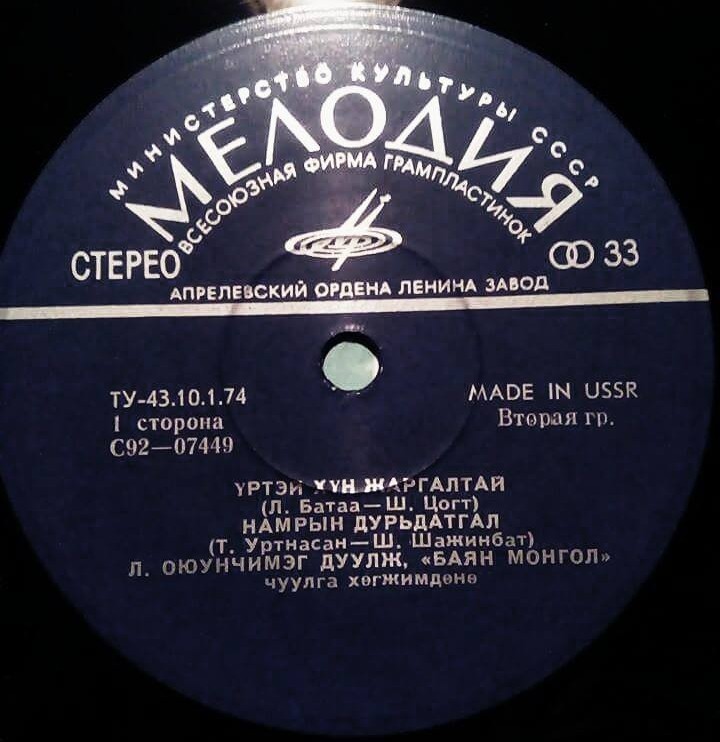 МИНИСТЕРСТВО КУЛЬТУРЫ СССР
МЕЛОДИЯ
ВСЕСОЮЗНАЯ ФИРМА ГРАМПЛАСТИНОК
СТЕРЕО
33
АПРЕЛЕВСКИЙ ОРДЕНА ЛЕНИНА ЗАВОД
ТУ-43.10.1.74
1 сторона
С92—07449
MADE IN USSR
Вторая гр.
ҮРТЭЙ ХҮН ЖАРГАЛТАЙ
(Л. Батаа—Ш. Цогт)
НАМРЫН ДУРЬДАТГАЛ
(Т. Уртнасан—Ш. Шажинбат)
Л. ОЮУНЧИМЭГ ДУУЛЖ, «БАЯН МОНГОЛ»
чуулга хөгжимдөнө